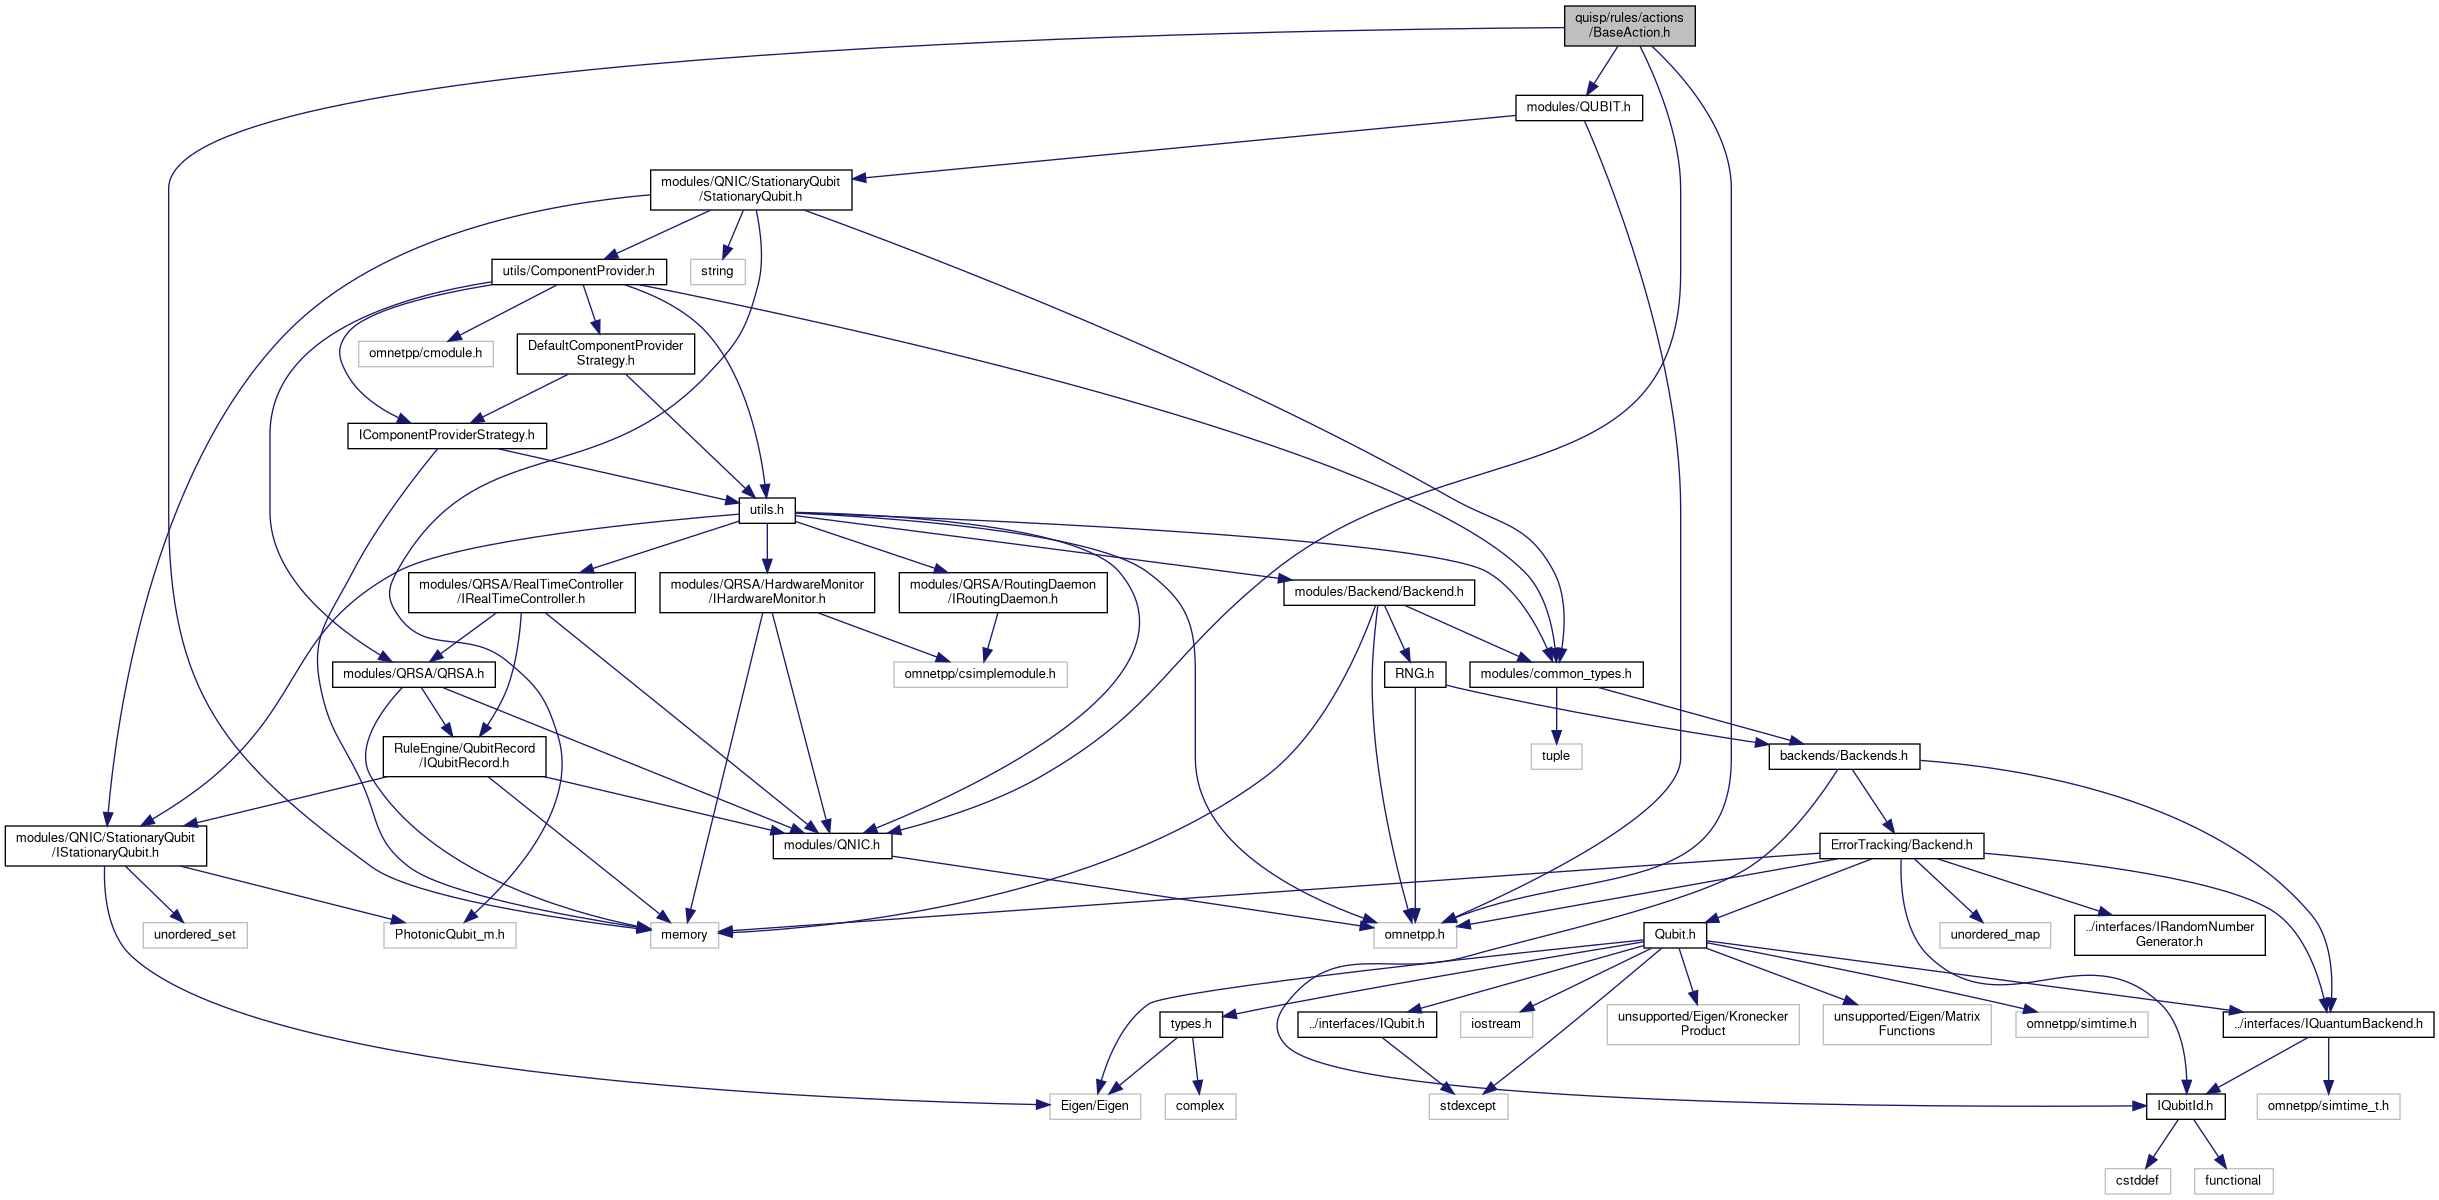 quisp/rules/actions
/BaseAction.h
modules/QUBIT.h
modules/QNIC/StationaryQubit
/StationaryQubit.h
utils/ComponentProvider.h
string
omnetpp/cmodule.h
DefaultComponentProvider
Strategy.h
IComponentProviderStrategy.h
utils.h
modules/QRSA/RealTimeController
/IRealTimeController.h
modules/QRSA/HardwareMonitor
/IHardwareMonitor.h
modules/QRSA/RoutingDaemon
/IRoutingDaemon.h
modules/Backend/Backend.h
modules/QRSA/QRSA.h
omnetpp/csimplemodule.h
RNG.h
modules/common_types.h
RuleEngine/QubitRecord
/IQubitRecord.h
tuple
backends/Backends.h
modules/QNIC/StationaryQubit
/IStationaryQubit.h
modules/QNIC.h
ErrorTracking/Backend.h
unordered_set
PhotonicQubit_m.h
memory
omnetpp.h
Qubit.h
unordered_map
../interfaces/IRandomNumber
Generator.h
types.h
../interfaces/IQubit.h
iostream
unsupported/Eigen/Kronecker
Product
unsupported/Eigen/Matrix
Functions
omnetpp/simtime.h
../interfaces/IQuantumBackend.h
Eigen/Eigen
complex
stdexcept
IQubitId.h
omnetpp/simtime_t.h
cstddef
functional